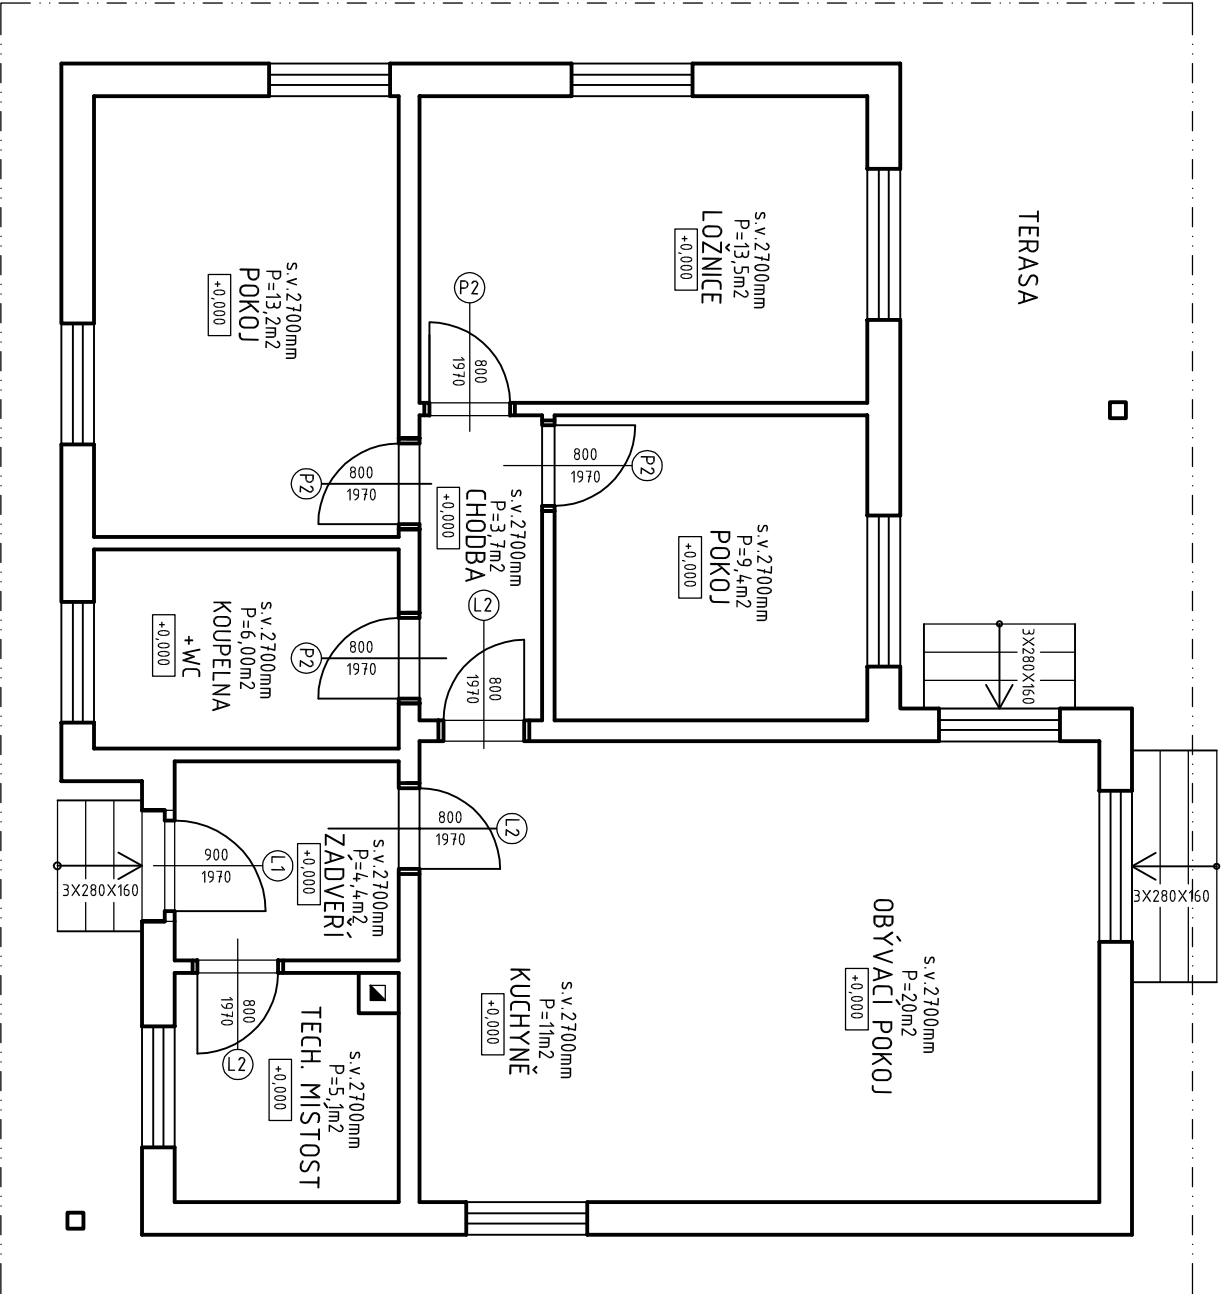 TERASA
s.v.2700mm
P=13,5m2
LOŽNICE
+0,000
s.v.2700mm
P=13,2m2
POKOJ
+0,000
P2
800
1970
P2
800
1970
P2
800
1970
s.v.2700mm
P=3,7m2
CHODBA
+0,000
s.v.2700mm
P=9,4m2
POKOJ
+0,000
s.v.2700mm
P=6,00m2
KOUPELNA
+WC
+0,000
P2
800
1970
L2
800
1970
3X280X160
L2
800
1970
s.v.2700mm
P=4,4m2
ZÁDVEŘÍ
+0,000
L1
900
1970
3X280X160
3X280X160
s.v.2700mm
P=20m2
OBÝVACÍ POKOJ
+0,000
s.v.2700mm
P=11m2
KUCHYNĚ
+0,000
L2
800
1970
s.v.2700mm
P=5,1m2
TECH. MÍSTOST
+0,000